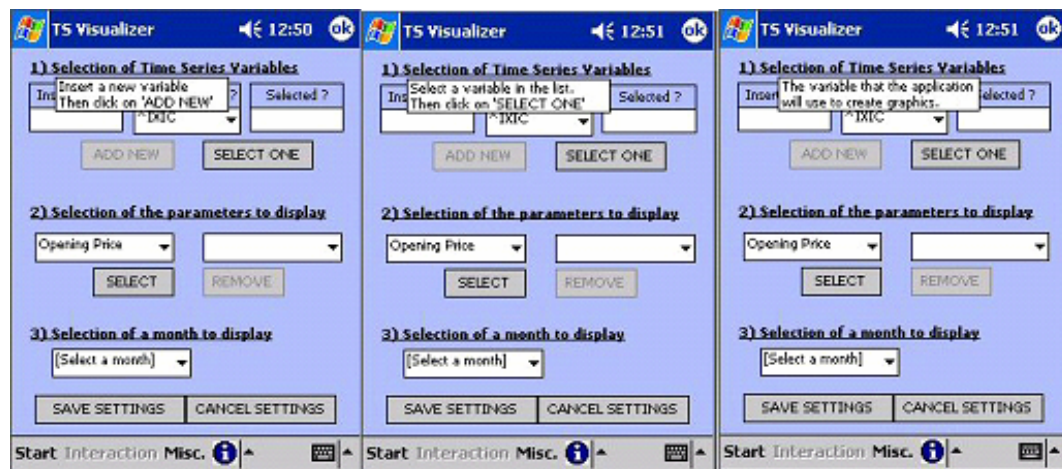 TS Visualizer 12:50 ok
1) Selection of Time Series Variables
Insert a new variable
Then click on 'ADD NEW'
Ins ? Selected ?
^IXIC
ADD NEW SELECT ONE
2) Selection of the parameters to display
Opening Price
SELECT REMOVE
3) Selection of a month to display
[Select a month]
SAVE SETTINGS CANCEL SETTINGS
Start Interaction Misc.
TS Visualizer 12:51 ok
1) Selection of Time Series Variables
Select a variable in the list.
Then click on 'SELECT ONE'
Ins Selected ?
^IXIC
ADD NEW SELECT ONE
2) Selection of the parameters to display
Opening Price
SELECT REMOVE
3) Selection of a month to display
[Select a month]
SAVE SETTINGS CANCEL SETTINGS
Start Interaction Misc.
TS Visualizer 12:51 ok
1) Selection of Time Series Variables
The variable that the application
will use to create graphics.
Insert elected ?
^IXIC
ADD NEW SELECT ONE
2) Selection of the parameters to display
Opening Price
SELECT REMOVE
3) Selection of a month to display
[Select a month]
SAVE SETTINGS CANCEL SETTINGS
Start Interaction Misc.